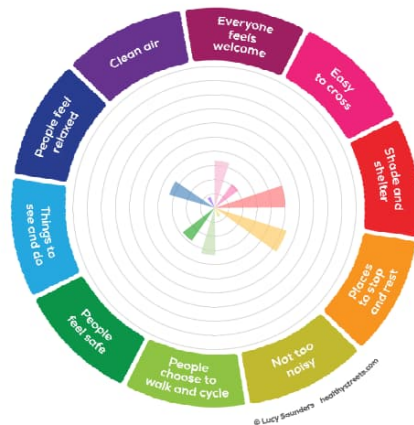 Everyone
feels
welcome
Easy
to cross
Shade and
shelter
Places
to stop
and rest
Not too
noisy
People
choose to
walk and cycle
People
feel safe
Things to
see and do
People feel
relaxed
Clean air
© Lucy Saunders healthystreets.com